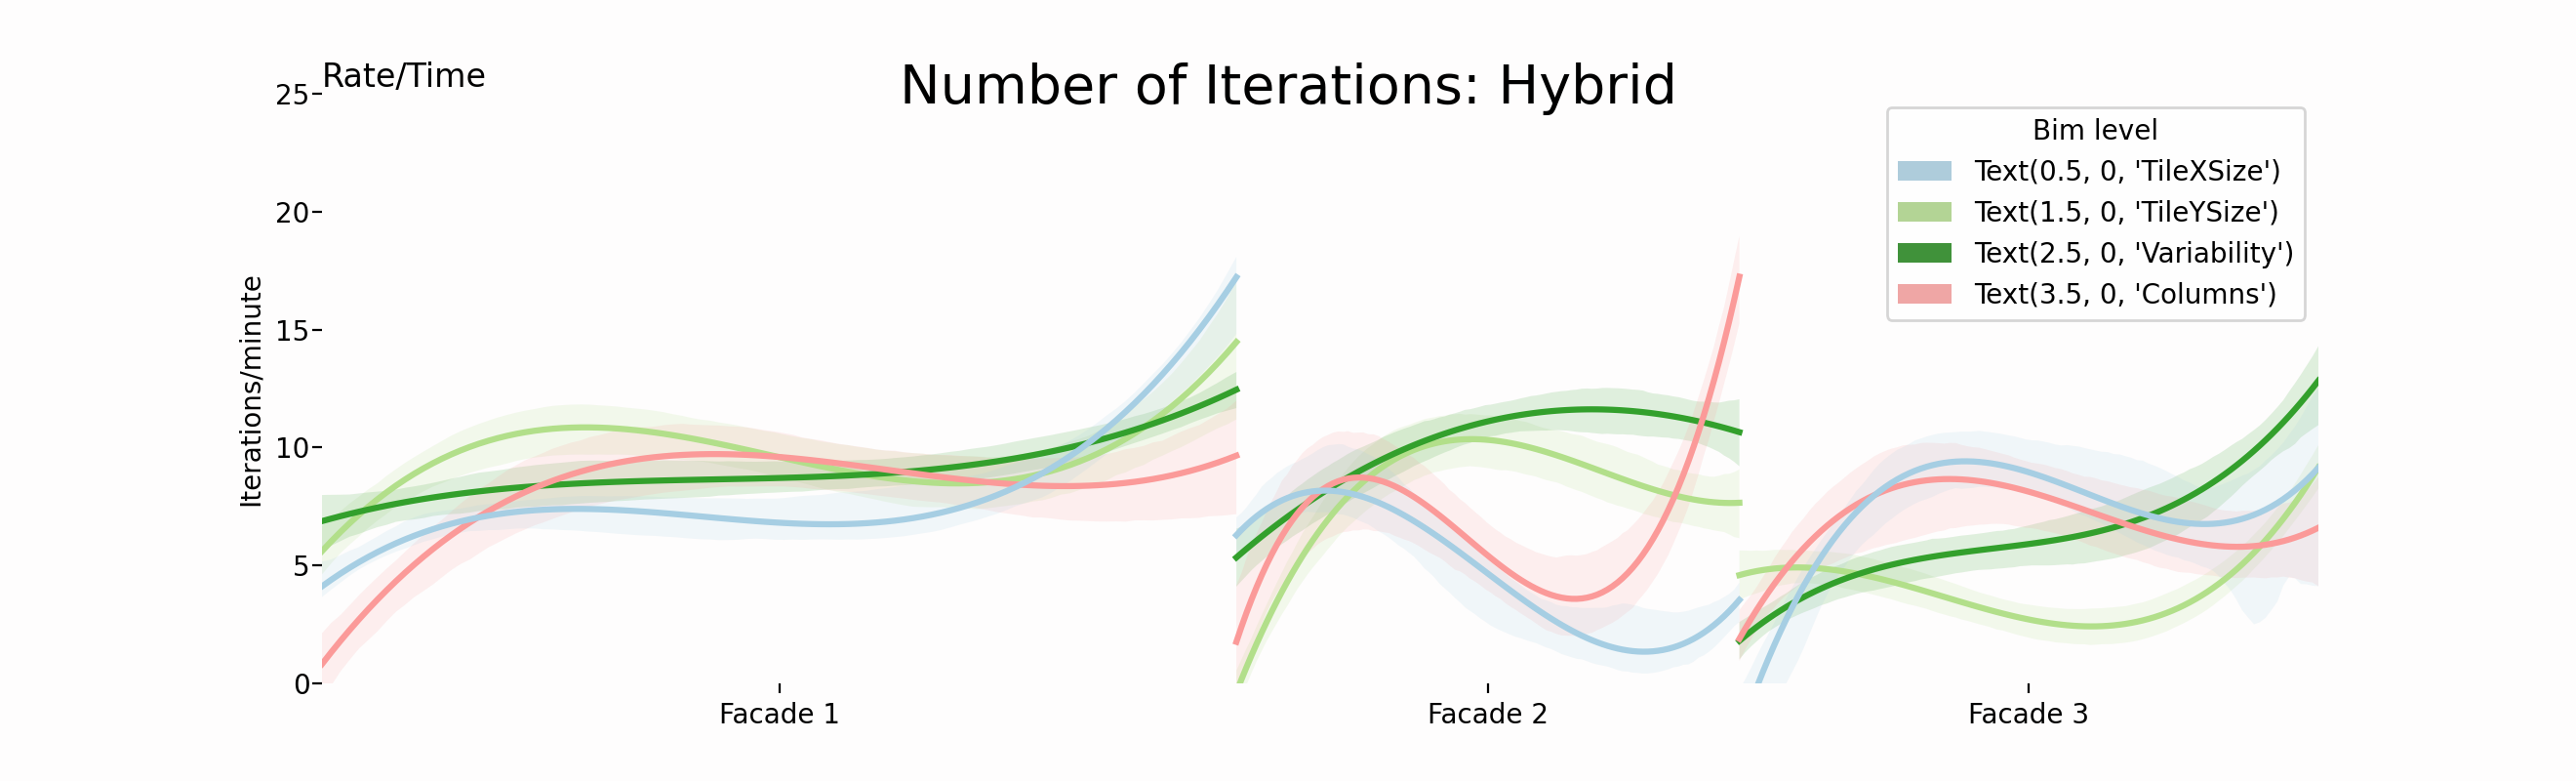 Rate/Time
Number of Iterations: Hybrid
25
20
15
10
5
0
Iterations/minute
Bim level
Text(0.5, 0, 'TileXSize')
Text(1.5, 0, 'TileYSize')
Text(2.5, 0, 'Variability')
Text(3.5, 0, 'Columns')
Facade 1
Facade 2
Facade 3